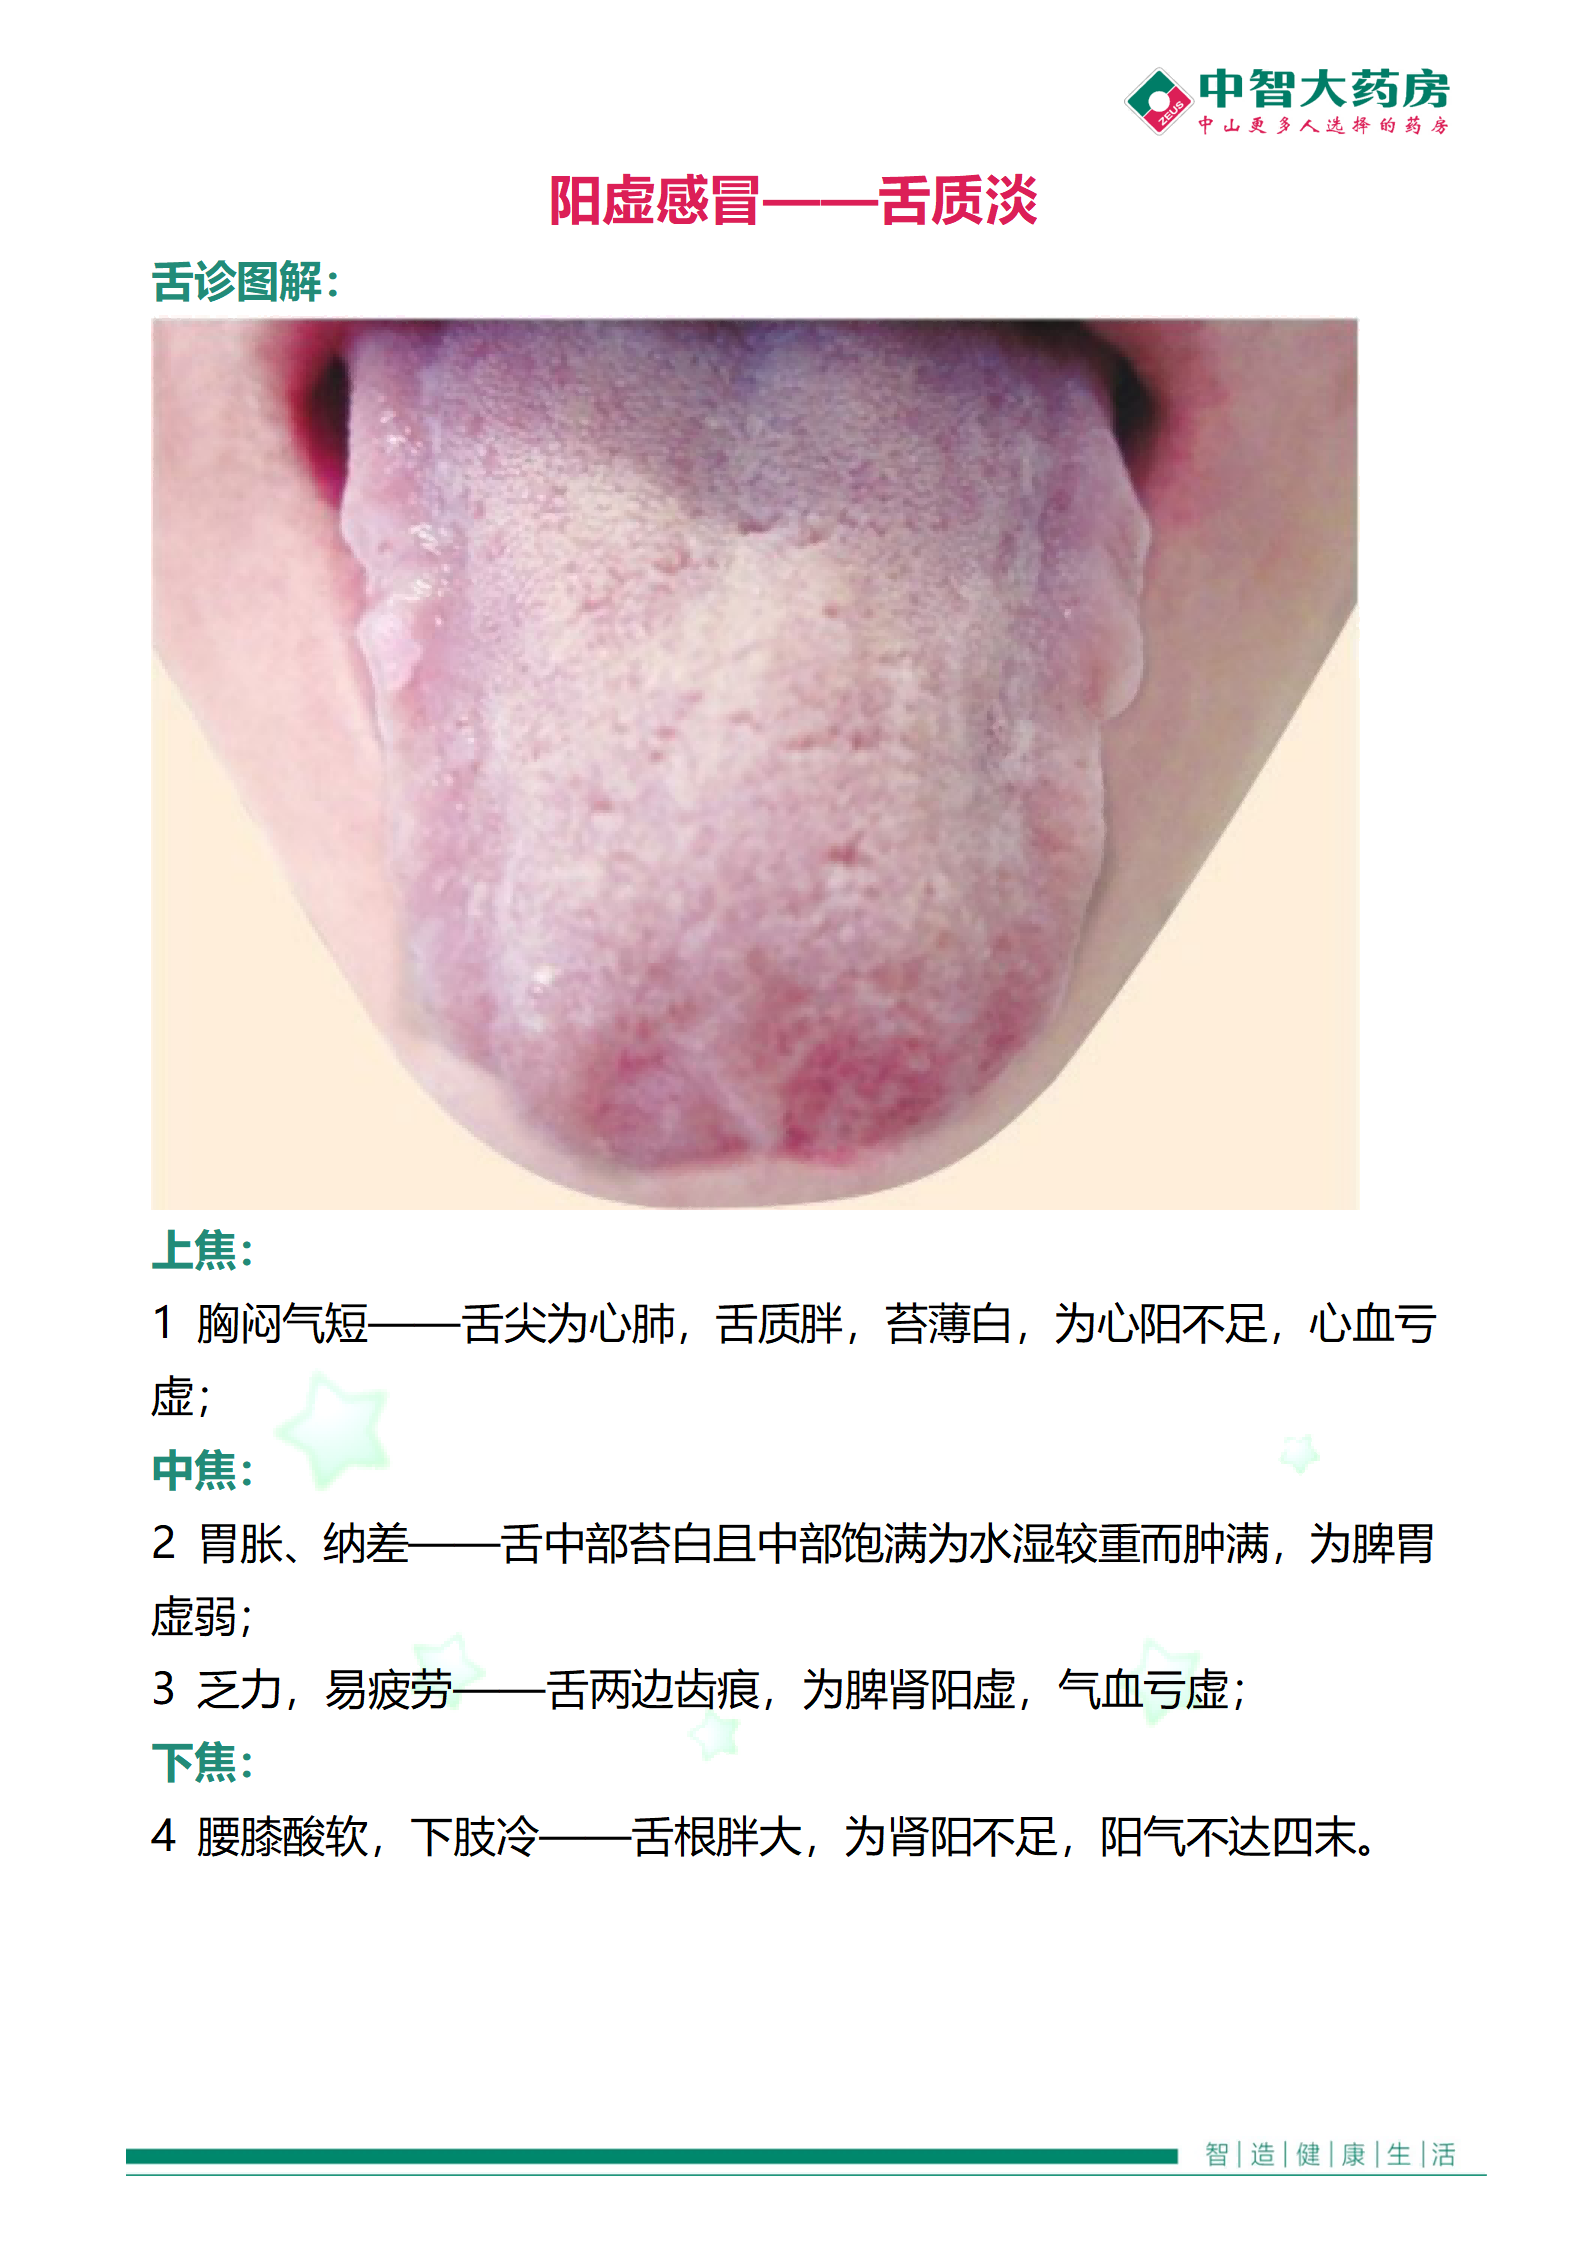 中智大药房
ZEUS
中山更多人选择的药房
阳虚感冒——舌质淡
舌诊图解：
上焦：
1 胸闷气短——舌尖为心肺，舌质胖，苔薄白，为心阳不足，心血亏
虚；
中焦：
2 胃胀、纳差——舌中部苔白且中部饱满为水湿较重而肿满，为脾胃
虚弱；
3 乏力，易疲劳——舌两边齿痕，为脾肾阳虚，气血亏虚；
下焦：
4 腰膝酸软，下肢冷——舌根胖大，为肾阳不足，阳气不达四末。
智|造|健|康|生|活